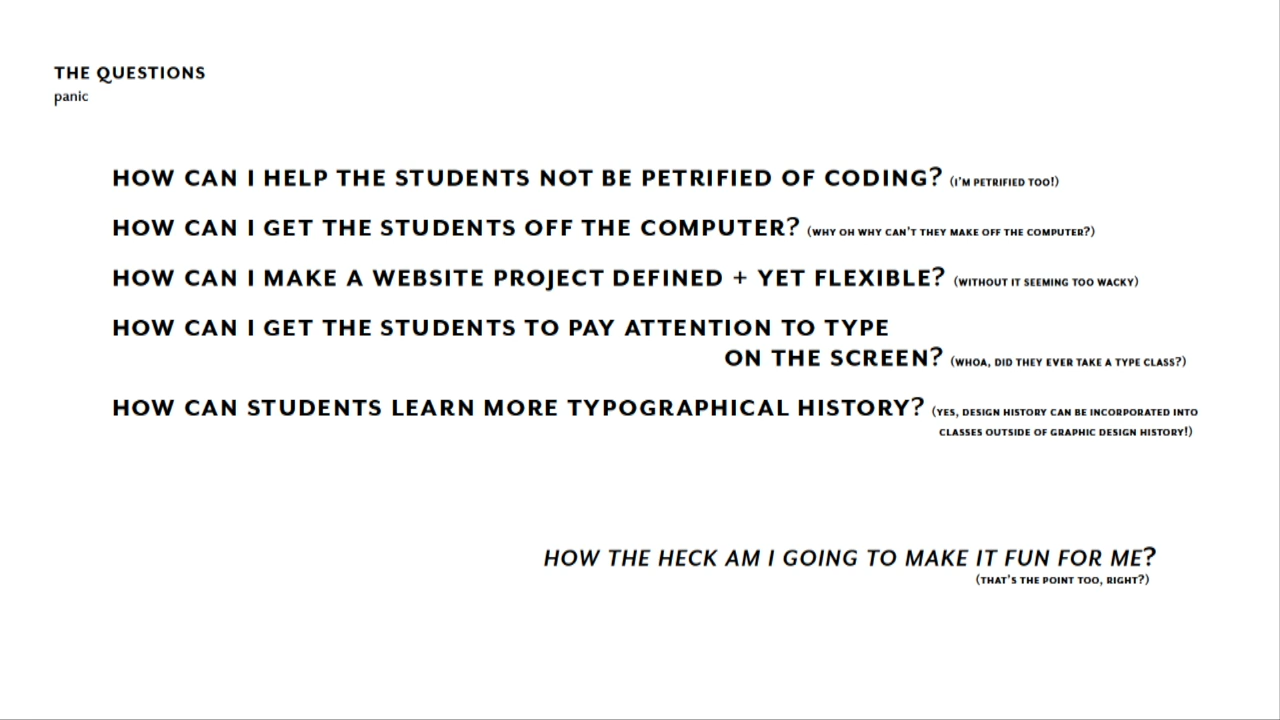 THE QUESTIONS
panic
HOW CAN I HELP THE STUDENTS NOT BE PETRIFIED OF CODING? (I'M PETRIFIED TOO!)
HOW CAN I GET THE STUDENTS OFF THE COMPUTER? (WHY OH WHY CAN'T THEY MAKE OFF THE COMPUTER?)
HOW CAN I MAKE A WEBSITE PROJECT DEFINED + YET FLEXIBLE? (WITHOUT IT SEEMING TOO WACKY)
HOW CAN I GET THE STUDENTS TO PAY ATTENTION TO TYPE
ON THE SCREEN? (WHOA, DID THEY EVER TAKE A TYPE CLASS?)
HOW CAN STUDENTS LEARN MORE TYPOGRAPHICAL HISTORY? (YES, DESIGN HISTORY CAN BE INCORPORATED INTO
CLASSES OUTSIDE OF GRAPHIC DESIGN HISTORY!)
HOW THE HECK AM I GOING TO MAKE IT FUN FOR ME?
(THAT'S THE POINT TOO, RIGHT?)